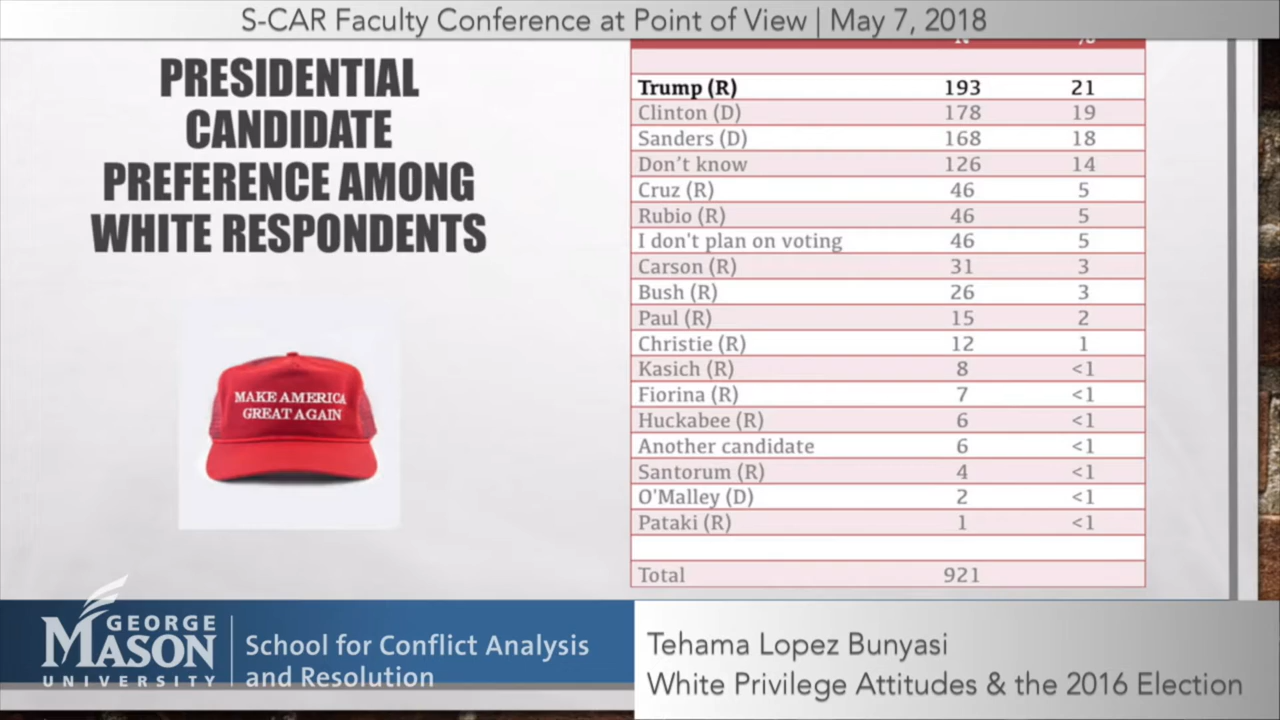 S-CAR Faculty Conference at Point of View | May 7, 2018
PRESIDENTIAL
CANDIDATE
PREFERENCE AMONG
WHITE RESPONDENTS
MAKE AMERICA
GREAT AGAIN
N %
Trump (R) 193 21
Clinton (D) 178 19
Sanders (D) 168 18
Don't know 126 14
Cruz (R) 46 5
Rubio (R) 46 5
I don't plan on voting 46 5
Carson (R) 31 3
Bush (R) 26 3
Paul (R) 15 2
Christie (R) 12 1
Kasich (R) 8 <1
Fiorina (R) 7 <1
Huckabee (R) 6 <1
Another candidate 6 <1
Santorum (R) 4 <1
O'Malley (D) 2 <1
Pataki (R) 1 <1
Total 921
GEORGE
MASON
UNIVERSITY
School for Conflict Analysis
and Resolution
Tehama Lopez Bunyasi
White Privilege Attitudes & the 2016 Election